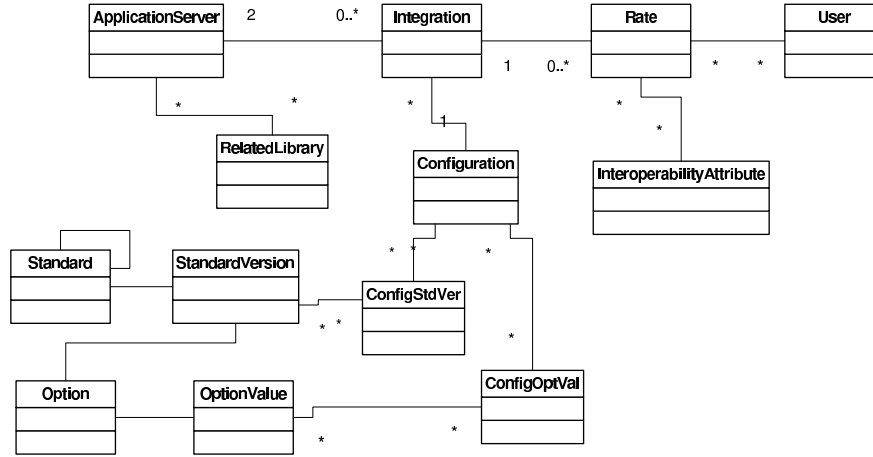 ApplicationServer 2 0..* Integration Rate User
1 0..* * *
* * * 1 *
RelatedLibrary Configuration *
InteroperabilityAttribute
* * *
Standard StandardVersion
ConfigStdVer
* * *
Option OptionValue ConfigOptVal
* *